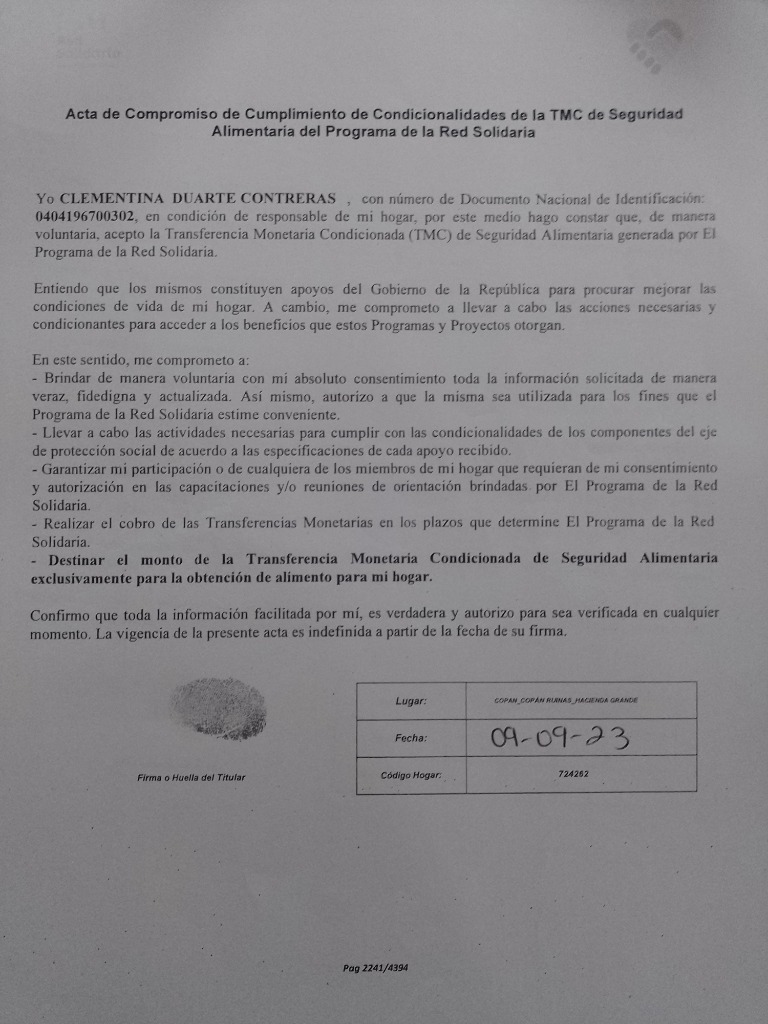 Acta de Compromiso de Cumplimiento de Condicionalidades de la TMC de Seguridad
Alimentaria del Programa de la Red Solidaria
Yo CLEMENTINA DUARTE CONTRERAS , con número de Documento Nacional de Identificación:
0404196700302, en condición de responsable de mi hogar, por este medio hago constar que, de manera
voluntaria, acepto la Transferencia Monetaria Condicionada (TMC) de Seguridad Alimentaria generada por El
Programa de la Red Solidaria.
Entiendo que los mismos constituyen apoyos del Gobierno de la República para procurar mejorar las
condiciones de vida de mi hogar. A cambio, me comprometo a llevar a cabo las acciones necesarias y
condicionantes para acceder a los beneficios que estos Programas y Proyectos otorgan.
En este sentido, me comprometo a:
- Brindar de manera voluntaria con mi absoluto consentimiento toda la información solicitada de manera
veraz, fidedigna y actualizada. Así mismo, autorizo a que la misma sea utilizada para los fines que el
Programa de la Red Solidaria estime conveniente.
- Llevar a cabo las actividades necesarias para cumplir con las condicionalidades de los componentes del eje
de protección social de acuerdo a las especificaciones de cada apoyo recibido.
- Garantizar mi participación o de cualquiera de los miembros de mi hogar que requieran de mi consentimiento
y autorización en las capacitaciones y/o reuniones de orientación brindadas por El Programa de la Red
Solidaria.
- Realizar el cobro de las Transferencias Monetarias en los plazos que determine El Programa de la Red
Solidaria.
- Destinar el monto de la Transferencia Monetaria Condicionada de Seguridad Alimentaria
exclusivamente para la obtención de alimento para mi hogar.
Confirmo que toda la información facilitada por mí, es verdadera y autorizo para sea verificada en cualquier
momento. La vigencia de la presente acta es indefinida a partir de la fecha de su firma.
Lugar: COPAN_COPÁN RUINAS_HACIENDA GRANDE
Fecha: 09-09-23
Código Hogar: 724262
Firma o Huella del Titular
Pag 2241/4394